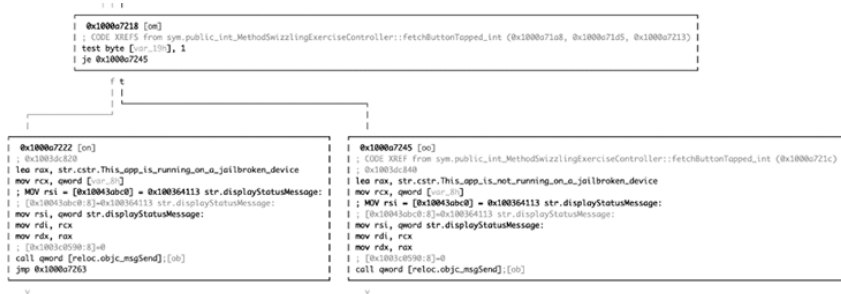 0x1000a7218 [om]
; CODE XREFS from sym.public_int_MethodSwizzlingExerciseController::fetchButtonTapped_int (0x1000a71a8, 0x1000a71d5, 0x1000a7213)
test byte [var_19h], 1
je 0x1000a7245
f t
0x1000a7222 [on]
; 0x1003dc820
lea rax, str.cstr.This_app_is_running_on_a_jailbroken_device
mov rcx, qword [var_8h]
; MOV rsi = [0x10043abc0] = 0x100364113 str.displayStatusMessage:
; [0x10043abc0:8]=0x100364113 str.displayStatusMessage:
mov rsi, qword str.displayStatusMessage:
mov rdi, rcx
mov rdx, rax
; [0x1003c0590:8]=0
call qword [reloc.objc_msgSend];[ob]
jmp 0x1000a7263
0x1000a7245 [oo]
; CODE XREF from sym.public_int_MethodSwizzlingExerciseController::fetchButtonTapped_int (0x1000a721c)
; 0x1003dc840
lea rax, str.cstr.This_app_is_not_running_on_a_jailbroken_device
mov rcx, qword [var_8h]
; MOV rsi = [0x10043abc0] = 0x100364113 str.displayStatusMessage:
; [0x10043abc0:8]=0x100364113 str.displayStatusMessage:
mov rsi, qword str.displayStatusMessage:
mov rdi, rcx
mov rdx, rax
; [0x1003c0590:8]=0
call qword [reloc.objc_msgSend];[ob]
v
v